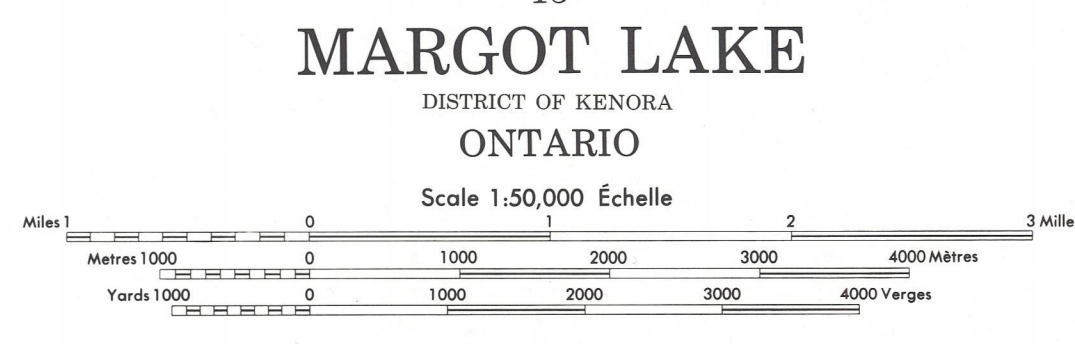 MARGOT LAKE
DISTRICT OF KENORA
ONTARIO
Scale 1:50,000 Échelle
Miles 1 0 1 2 3 Mille
Metres 1000 0 1000 2000 3000 4000 Mètres
Yards 1000 0 1000 2000 3000 4000 Verges